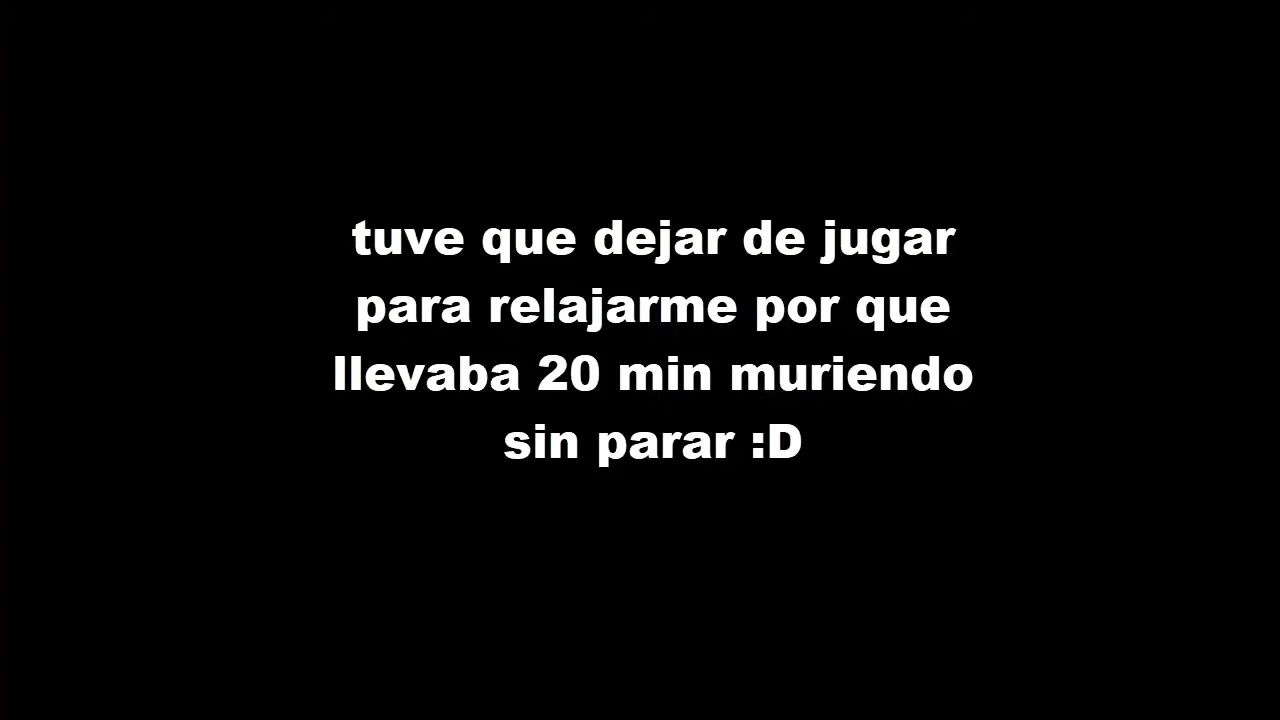 tuve que dejar de jugar
para relajarme por que
llevaba 20 min muriendo
sin parar :D